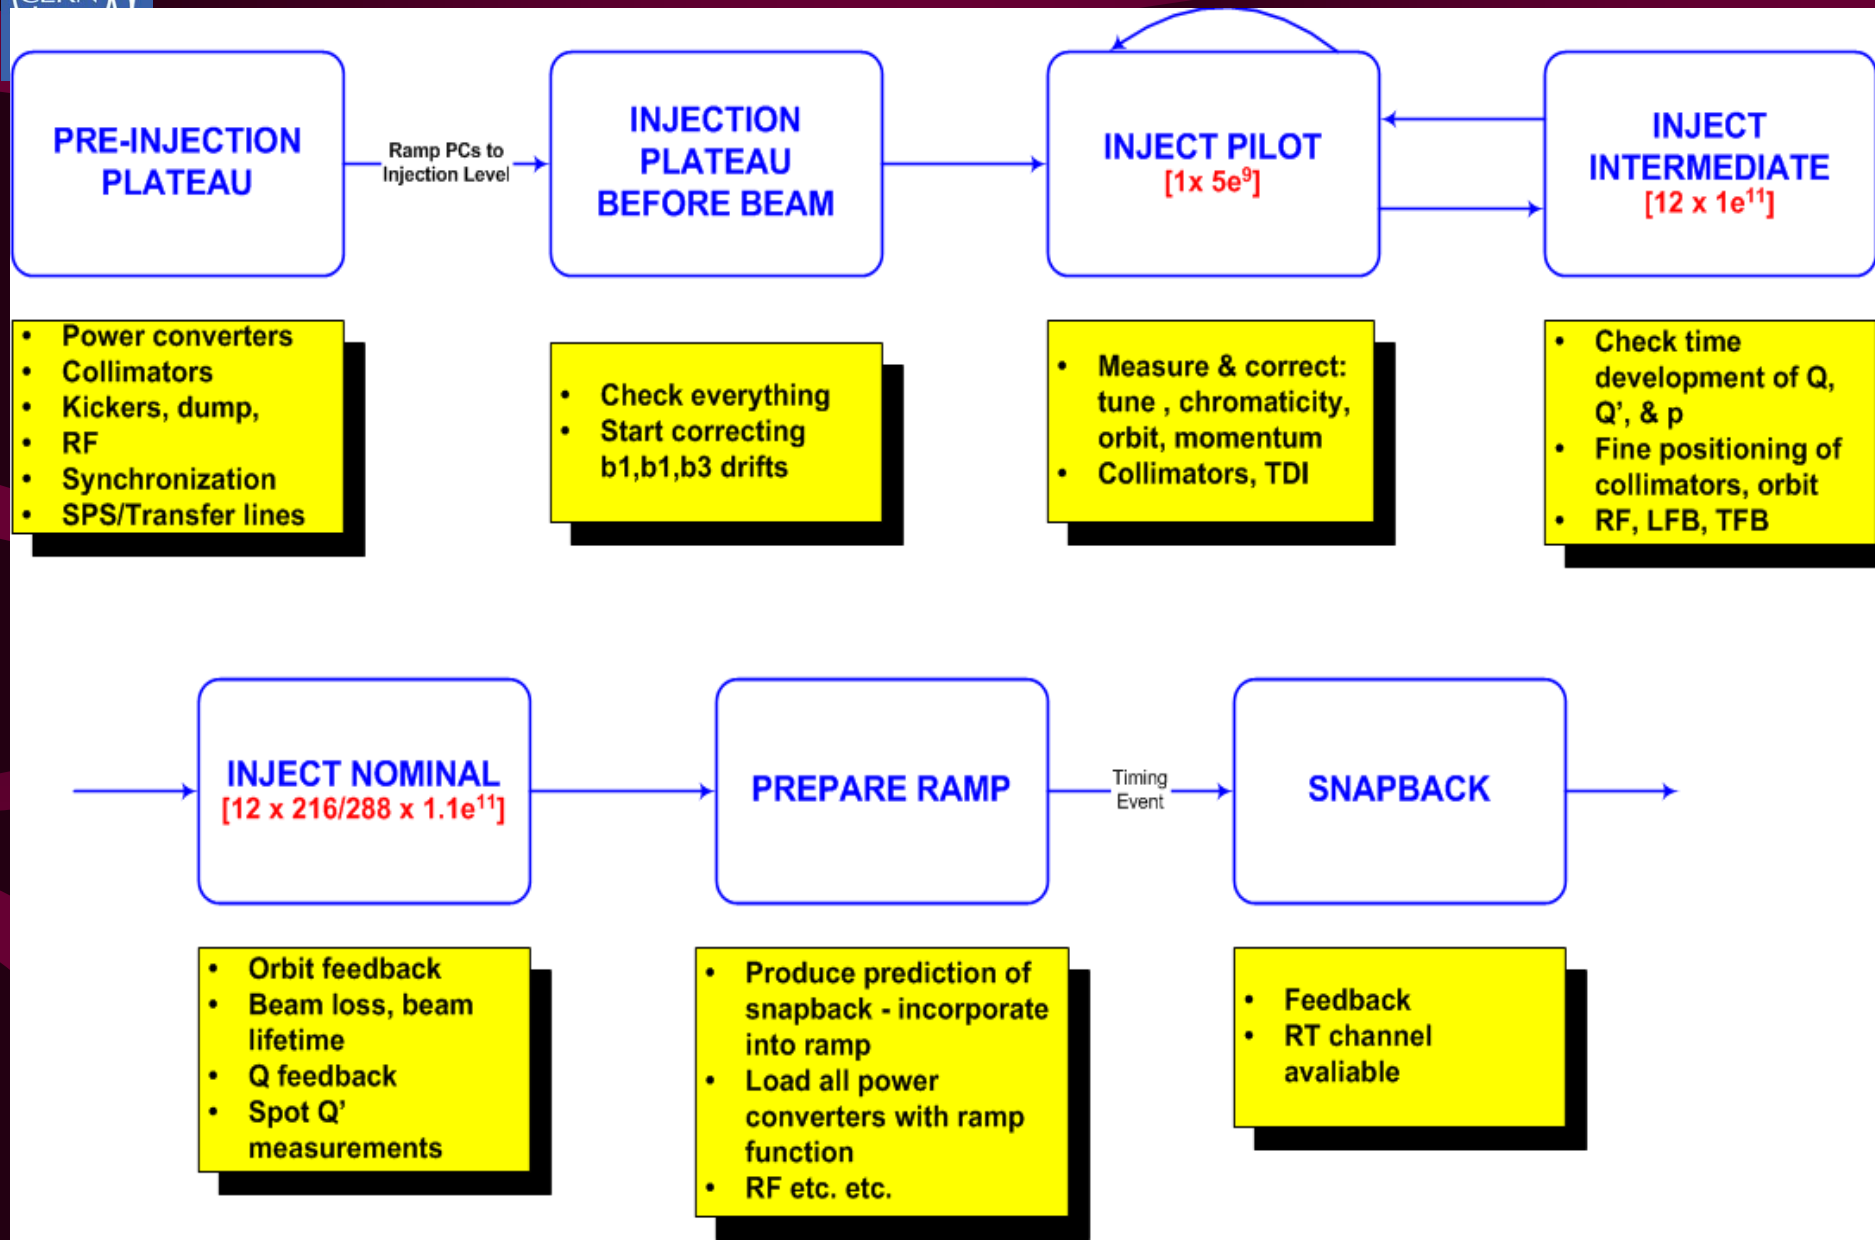 CERN
PRE-INJECTION
PLATEAU
Ramp PCs to
Injection Level
INJECTION
PLATEAU
BEFORE BEAM
INJECT PILOT
[1x 5e⁹]
INJECT
INTERMEDIATE
[12 x 1e¹¹]
• Power converters
• Collimators
• Kickers, dump,
• RF
• Synchronization
• SPS/Transfer lines
• Check everything
• Start correcting
b1,b1,b3 drifts
• Measure & correct:
tune , chromaticity,
orbit, momentum
• Collimators, TDI
• Check time
development of Q,
Q’, & p
• Fine positioning of
collimators, orbit
• RF, LFB, TFB
INJECT NOMINAL
[12 x 216/288 x 1.1e¹¹]
PREPARE RAMP
Timing
Event
SNAPBACK
• Orbit feedback
• Beam loss, beam
lifetime
• Q feedback
• Spot Q’
measurements
• Produce prediction of
snapback - incorporate
into ramp
• Load all power
converters with ramp
function
• RF etc. etc.
• Feedback
• RT channel
avaliable